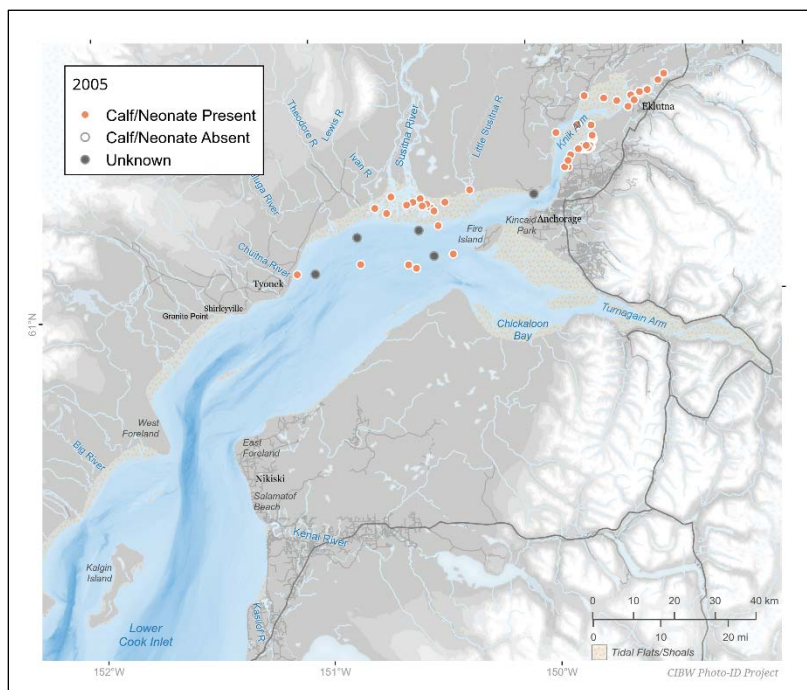 2005
Calf/Neonate Present
Calf/Neonate Absent
Unknown
Theodore R
Lewis R
Ivan R
Susitna River
Little Susitna R
Knik Arm
Eklutna
Chuitna River
Tyonek
Shirleyville
Granite Point
Fire
Island
Kincaid
Park
Anchorage
61°N
Chickaloon
Bay
Turnagain Arm
West
Foreland
Big River
East
Foreland
Nikiski
Salamatof
Beach
Kenai River
Kalgin
Island
Kasilof R
Lower
Cook Inlet
0 10 20 30 40 km
0 10 20 mi
Tidal Flats/Shoals
152°W
151°W
150°W
CIBW Photo-ID Project